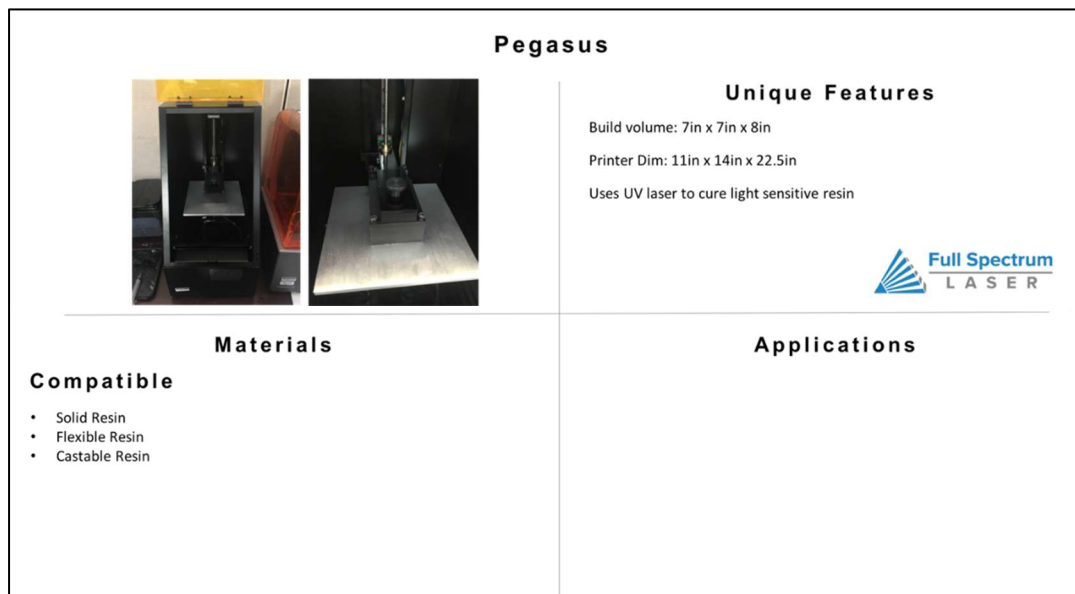 Pegasus
Unique Features
Build volume: 7in x 7in x 8in
Printer Dim: 11in x 14in x 22.5in
Uses UV laser to cure light sensitive resin
Full Spectrum
LASER
Materials
Compatible
• Solid Resin
• Flexible Resin
• Castable Resin
Applications